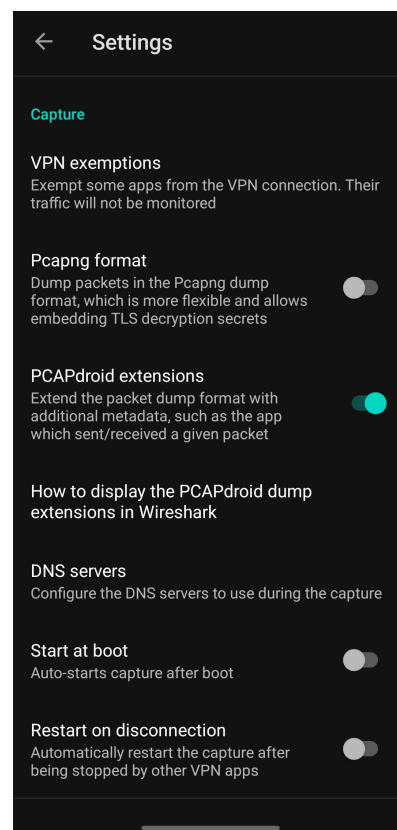 Settings
Capture
VPN exemptions
Exempt some apps from the VPN connection. Their
traffic will not be monitored
Pcapng format
Dump packets in the Pcapng dump
format, which is more flexible and allows
embedding TLS decryption secrets
PCAPdroid extensions
Extend the packet dump format with
additional metadata, such as the app
which sent/received a given packet
How to display the PCAPdroid dump
extensions in Wireshark
DNS servers
Configure the DNS servers to use during the capture
Start at boot
Auto-starts capture after boot
Restart on disconnection
Automatically restart the capture after
being stopped by other VPN apps